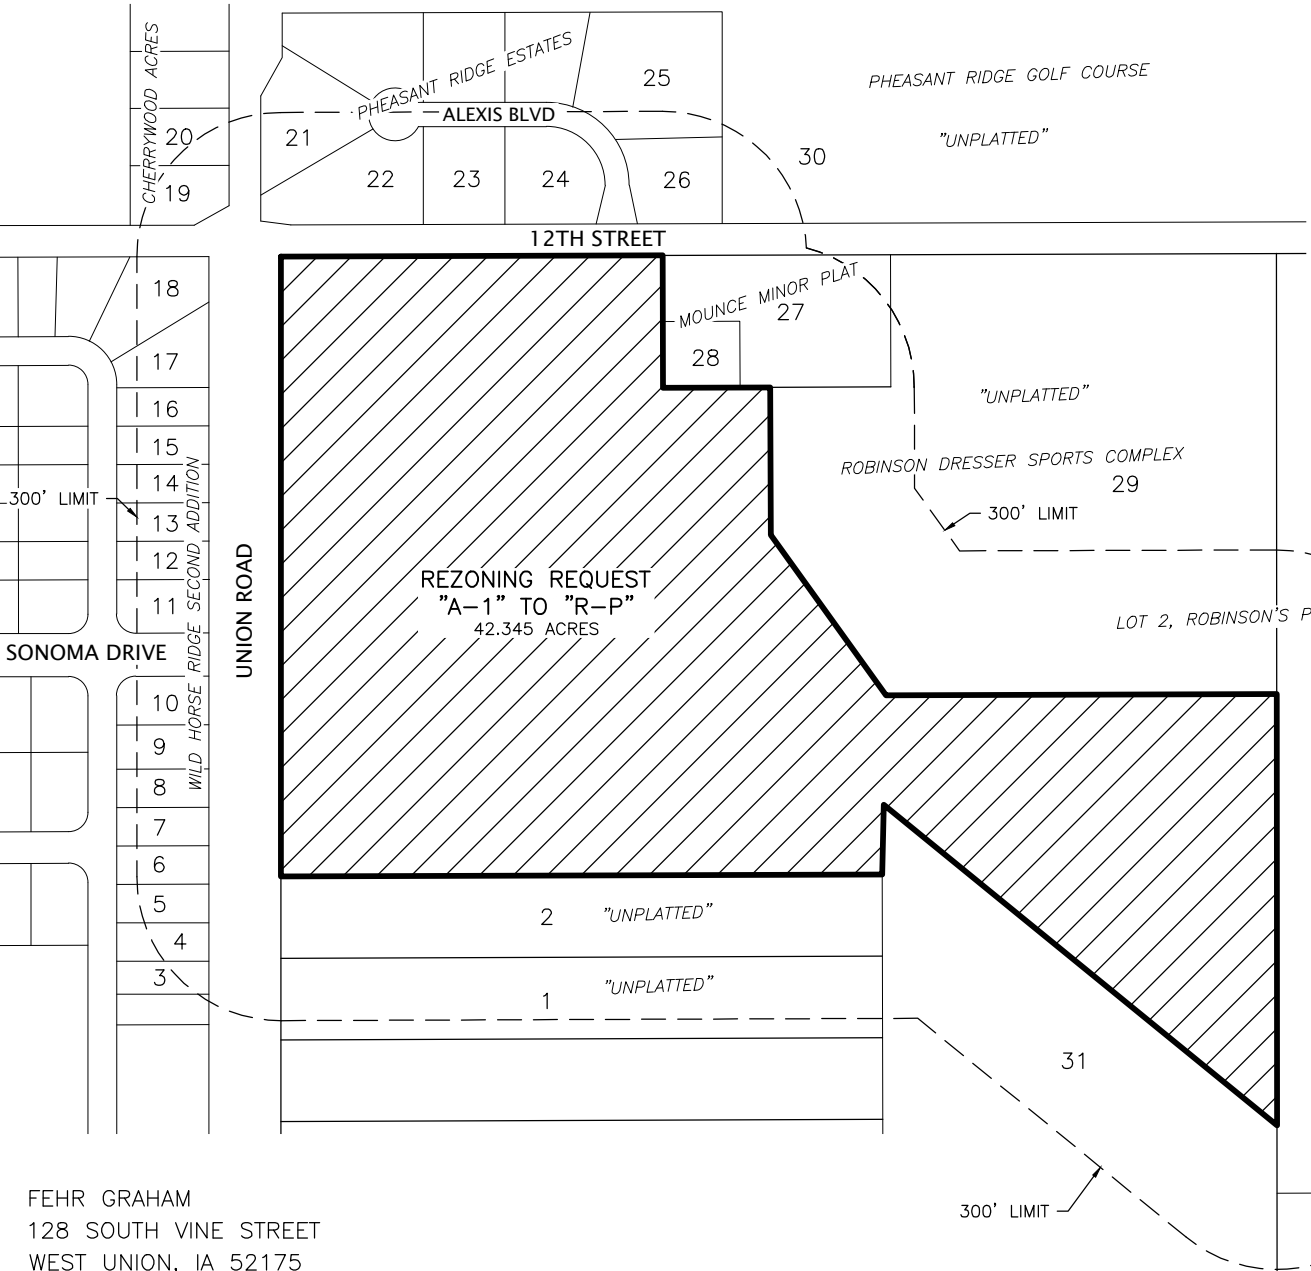 CHERRYWOOD ACRES
PHEASANT RIDGE ESTATES
25
PHEASANT RIDGE GOLF COURSE
"UNPLATTED"
20
21
ALEXIS BLVD
30
19
22
23
24
26
12TH STREET
18
MOUNCE MINOR PLAT
27
17
28
16
"UNPLATTED"
15
14
ROBINSON DRESSER SPORTS COMPLEX
29
300' LIMIT
13
300' LIMIT
12
11
WILD HORSE RIDGE SECOND ADDITION
UNION ROAD
REZONING REQUEST
"A-1" TO "R-P"
42.345 ACRES
LOT 2, ROBINSON'S P
SONOMA DRIVE
10
9
8
7
6
5
4
3
2
"UNPLATTED"
1
"UNPLATTED"
31
300' LIMIT
FEHR GRAHAM
128 SOUTH VINE STREET
WEST UNION, IA 52175